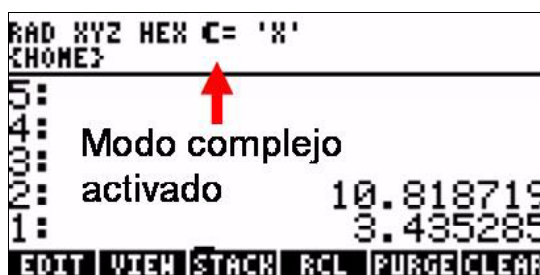 RAD XYZ HEX C= 'X'
{HOME}
5:
4:
3:
Modo complejo
activado
2: 10.818719
1: 3.435285
EDIT VIEW STACK RCL PURGE CLEAR